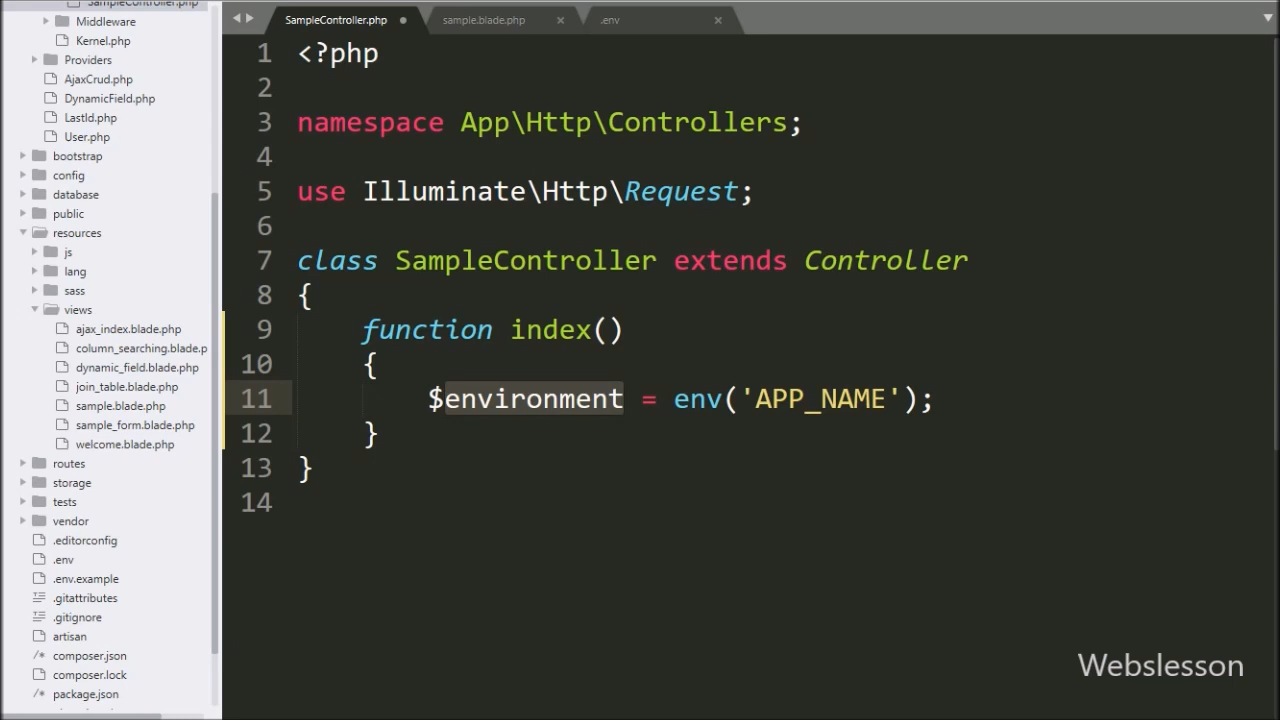 SampleController.php
Middleware
Kernel.php
Providers
AjaxCrud.php
DynamicField.php
LastId.php
User.php
bootstrap
config
database
public
resources
js
lang
sass
views
ajax_index.blade.php
column_searching.blade.p
dynamic_field.blade.php
join_table.blade.php
sample.blade.php
sample_form.blade.php
welcome.blade.php
routes
storage
tests
vendor
.editorconfig
.env
.env.example
.gitattributes
.gitignore
artisan
composer.json
composer.lock
package.json
SampleController.php sample.blade.php .env
1 <?php
2
3 namespace App\Http\Controllers;
4
5 use Illuminate\Http\Request;
6
7 class SampleController extends Controller
8 {
9 function index()
10 {
11 $environment = env('APP_NAME');
12 }
13 }
14
Webslesson